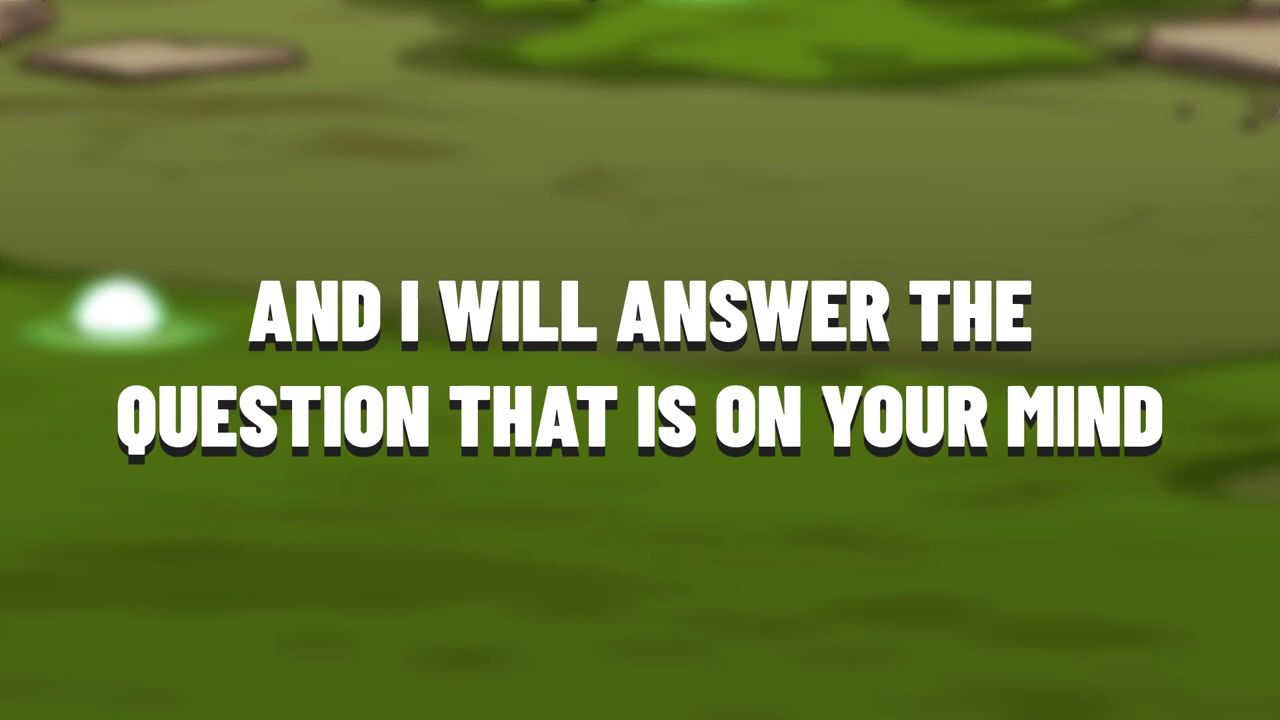 AND I WILL ANSWER THE
QUESTION THAT IS ON YOUR MIND